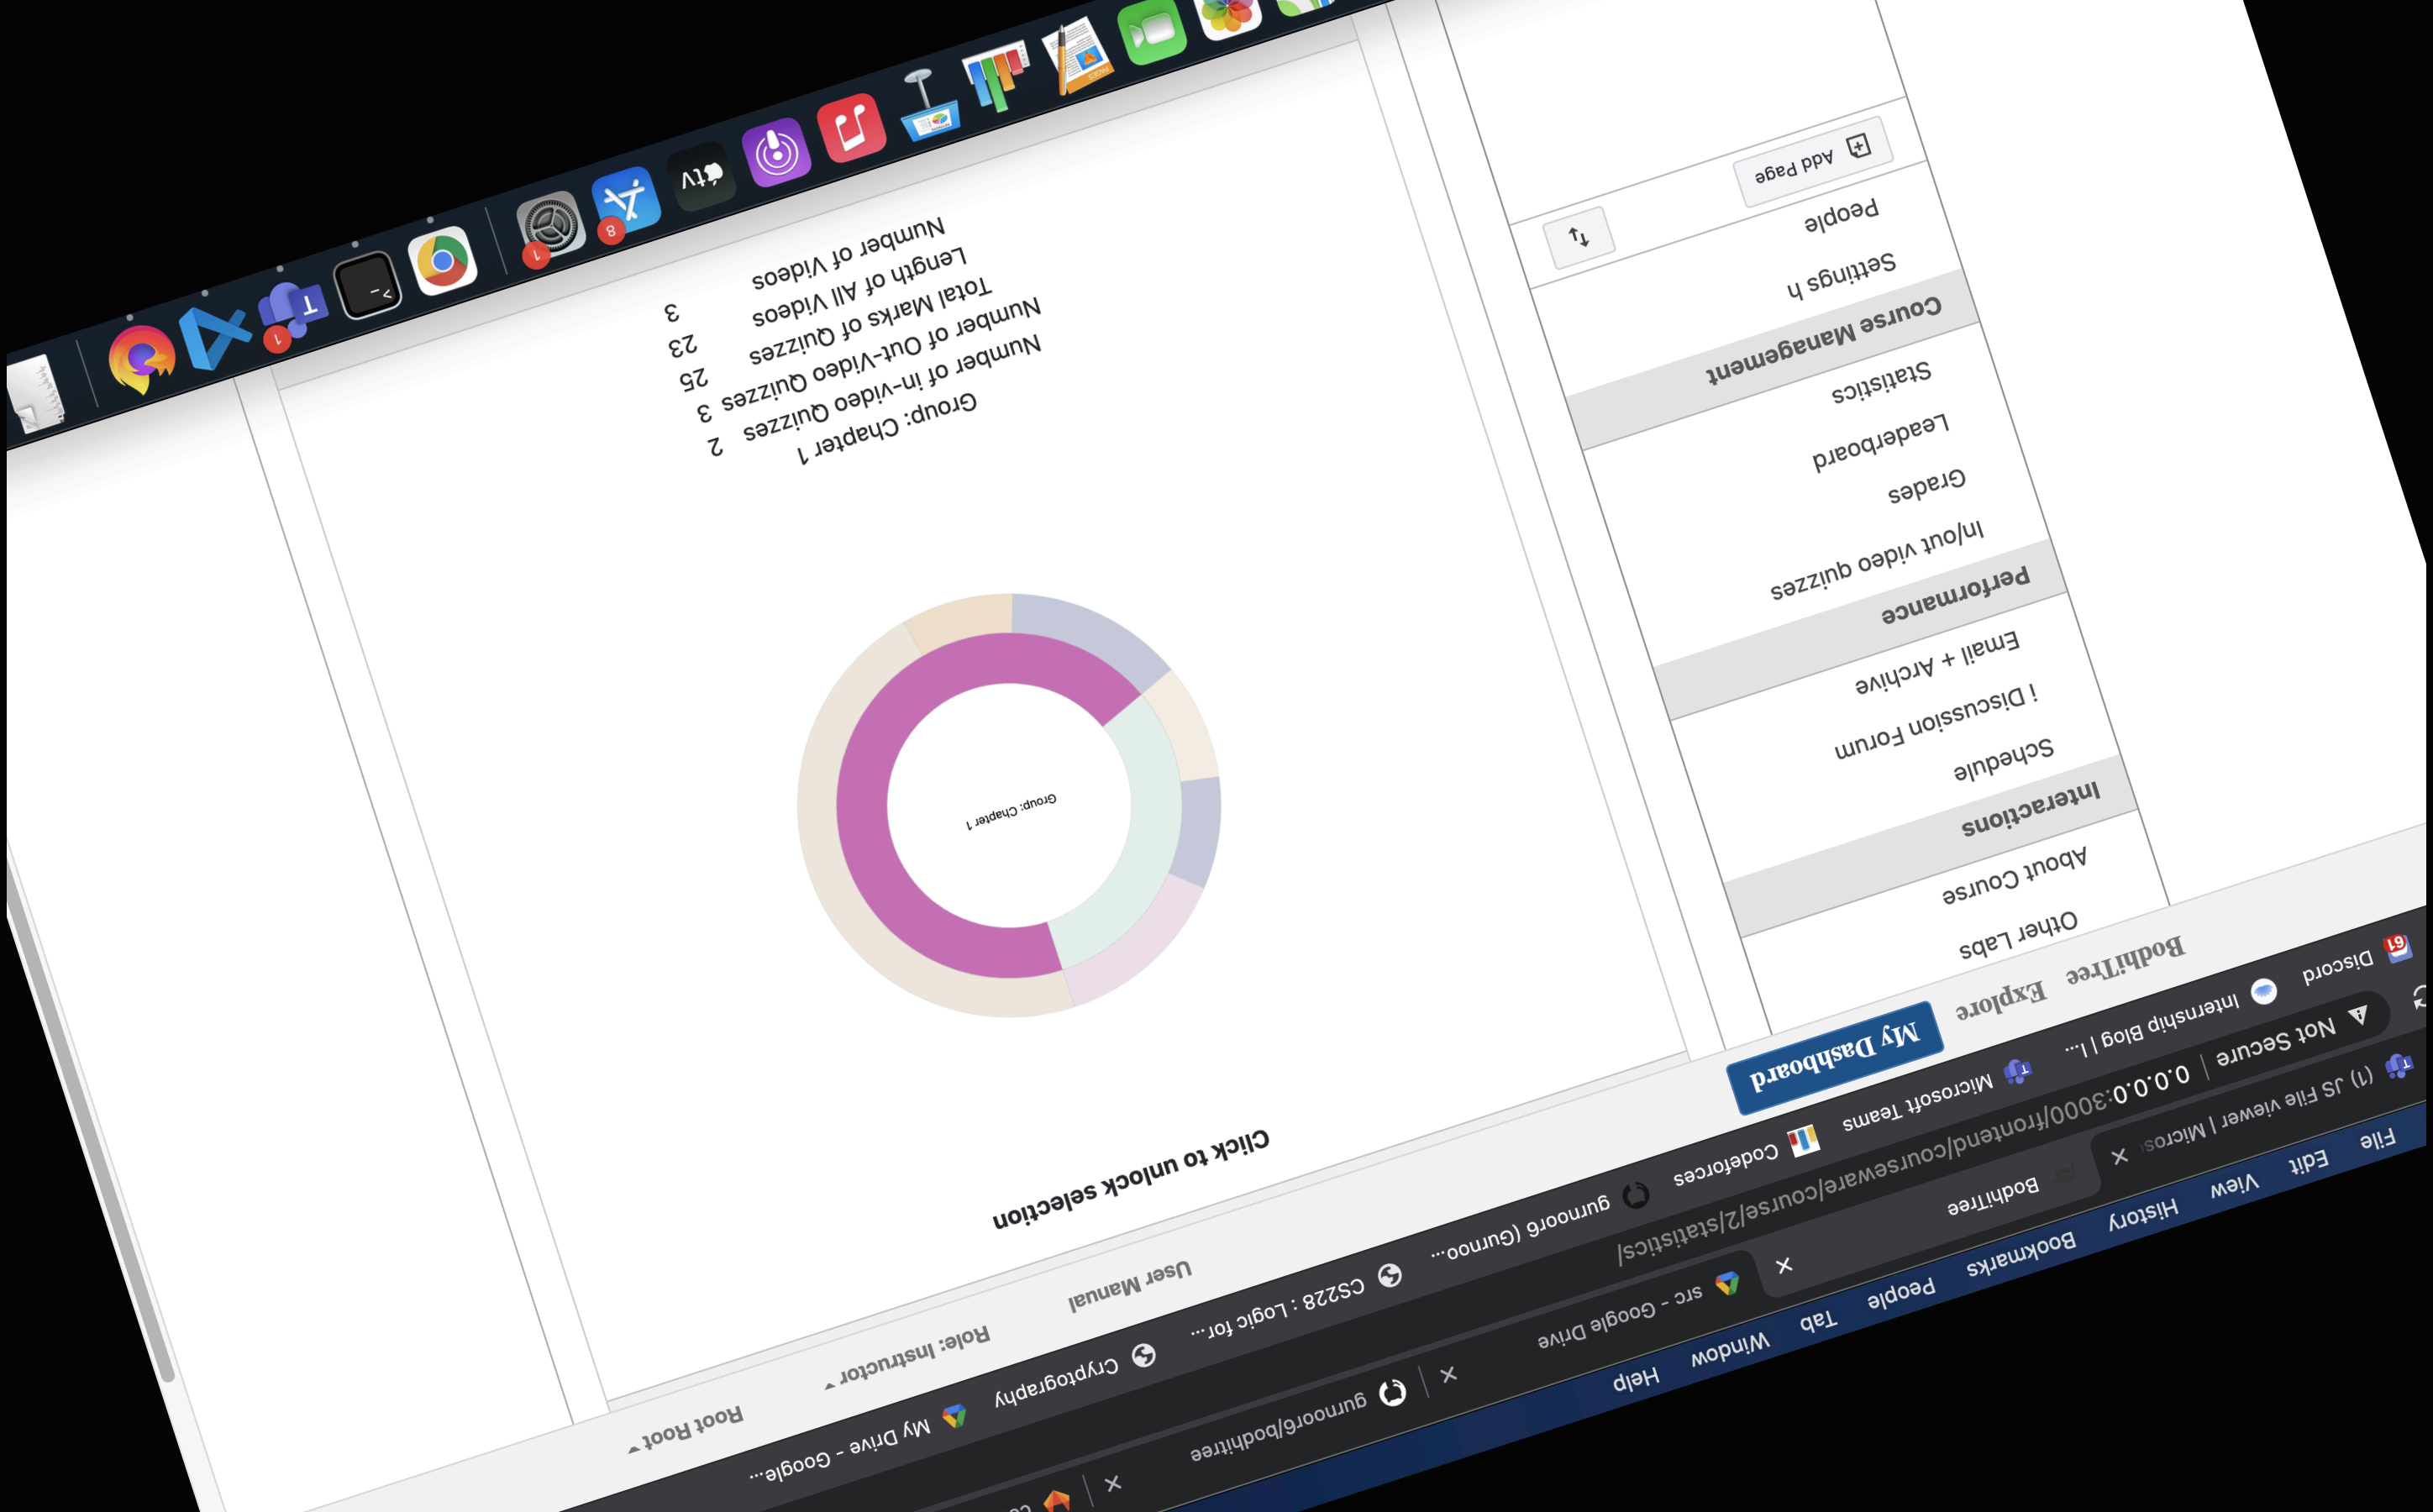 File Edit View History Bookmarks People Tab Window Help
(1) JS File viewer | Micros
BodhiTree
src - Google Drive
gurnoor6/bodhitree
Not Secure | 0.0.0.0:3000/frontend/courseware/course/2/statistics/
61 Discord
Internship Blog | I...
Microsoft Teams
Codeforces
gurnoor6 (Gurnoo...
CS228 : Logic for...
Cryptography
My Drive - Google...
BodhiTree Explore My Dashboard User Manual Role: Instructor Root Root
Other Labs
About Course
Interactions
Schedule
i Discussion Forum
Email + Archive
Performance
In/out video quizzes
Grades
Leaderboard
Statistics
Course Management
Settings h
People
Add Page
Click to unlock selection
Group: Chapter 1
Group: Chapter 1
Number of in-video Quizzes 2
Number of Out-Video Quizzes 3
Total Marks of Quizzes 25
Length of All Videos 23
Number of Videos 3
PAGES
tv
8
1
>_
T
1